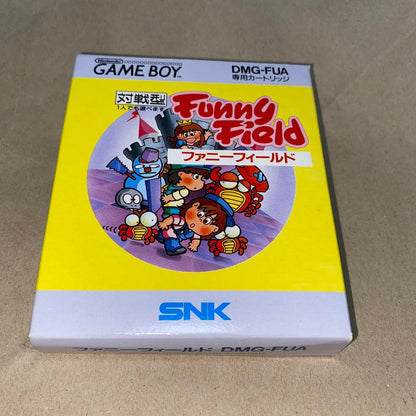 Nintendo
GAME BOY
TM
DMG-FUA
専用カートリッジ
対戦型
1人でも遊べます
Funny
Field
ファニーフィールド
SNK
ファニーフィールド DMG-FUA